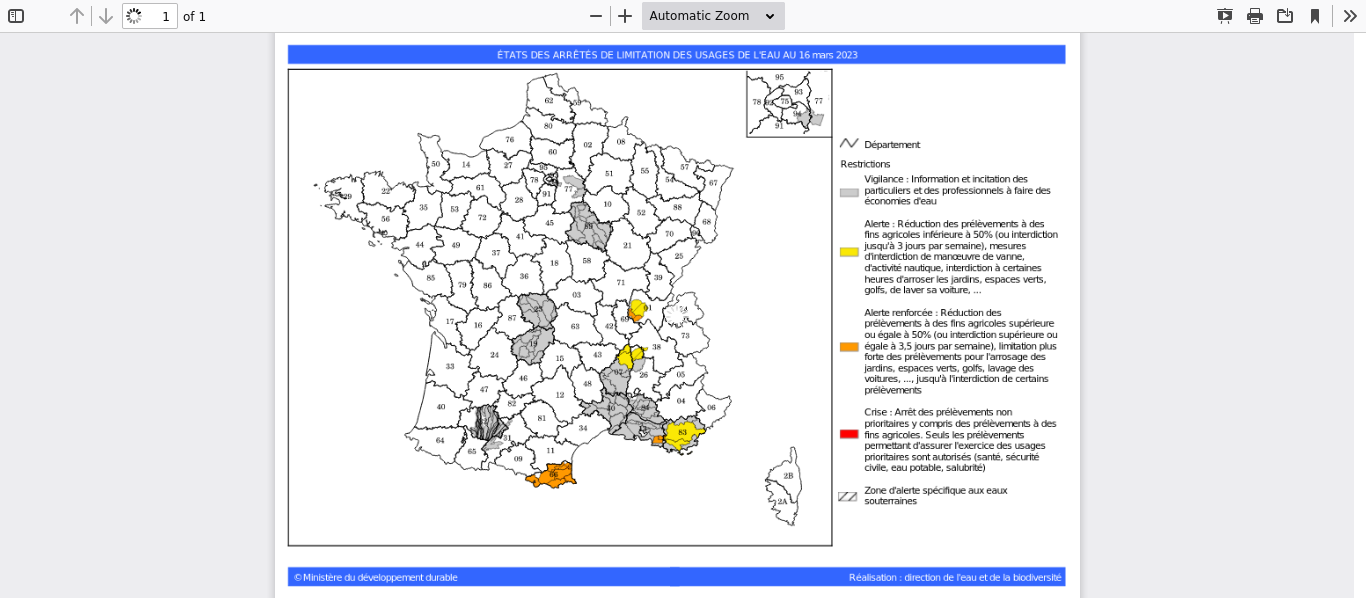 1 of 1 Automatic Zoom
ÉTATS DES ARRÊTÉS DE LIMITATION DES USAGES DE L'EAU AU 16 mars 2023
95
93
78 92 75 77
94
91
62 59
80
76 02 08
60
50 14 27 95 51 55 57
54 67
78 77
61 91
29 22 28 10
35 53 52 88
56 72 45 68
89 70 90
41 21
44 49
37 25
18 58
36
85 79 86 71 39
03
23 01
17 16 87 69
63 42 74
73
19 38
24 15 43
33 07 26 05
46 48
47 12
40 82 30 84 04 06
32 81 34 83
64 31
65 09 11
66
2B
2A
Département
Restrictions
Vigilance : Information et incitation des
particuliers et des professionnels à faire des
économies d'eau
Alerte : Réduction des prélèvements à des
fins agricoles inférieure à 50% (ou interdiction
jusqu'à 3 jours par semaine), mesures
d'interdiction de manœuvre de vanne,
d'activité nautique, interdiction à certaines
heures d'arroser les jardins, espaces verts,
golfs, de laver sa voiture, ...
Alerte renforcée : Réduction des
prélèvements à des fins agricoles supérieure
ou égale à 50% (ou interdiction supérieure ou
égale à 3,5 jours par semaine), limitation plus
forte des prélèvements pour l'arrosage des
jardins, espaces verts, golfs, lavage des
voitures, ..., jusqu'à l'interdiction de certains
prélèvements
Crise : Arrêt des prélèvements non
prioritaires y compris des prélèvements à des
fins agricoles. Seuls les prélèvements
permettant d'assurer l'exercice des usages
prioritaires sont autorisés (santé, sécurité
civile, eau potable, salubrité)
Zone d'alerte spécifique aux eaux
souterraines
©Ministère du développement durable
Réalisation : direction de l'eau et de la biodiversité